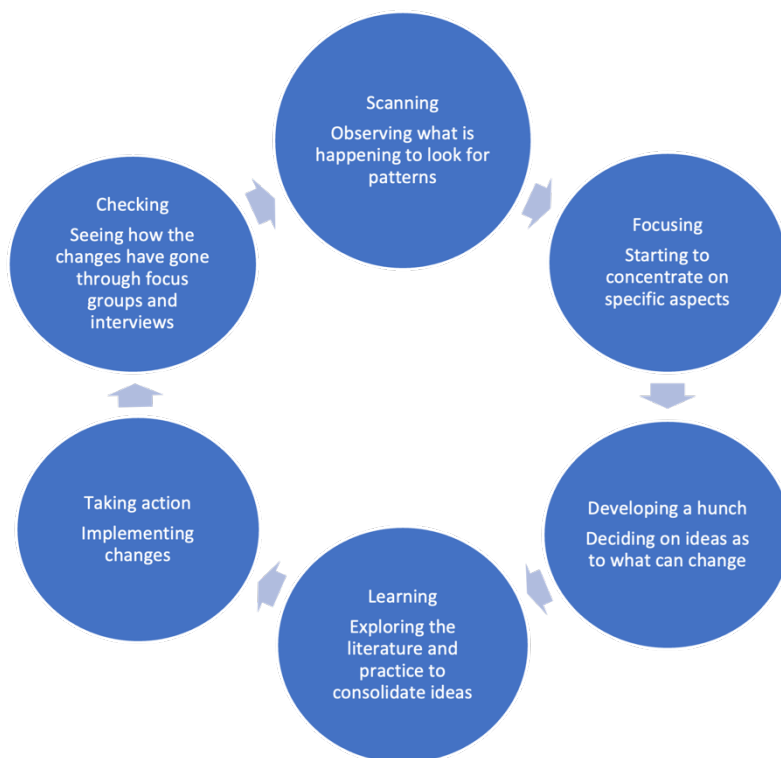 Scanning
Observing what is
happening to look for
patterns
Focusing
Starting to
concentrate on
specific aspects
Developing a hunch
Deciding on ideas as
to what can change
Learning
Exploring the
literature and
practice to
consolidate ideas
Taking action
Implementing
changes
Checking
Seeing how the
changes have gone
through focus
groups and
interviews